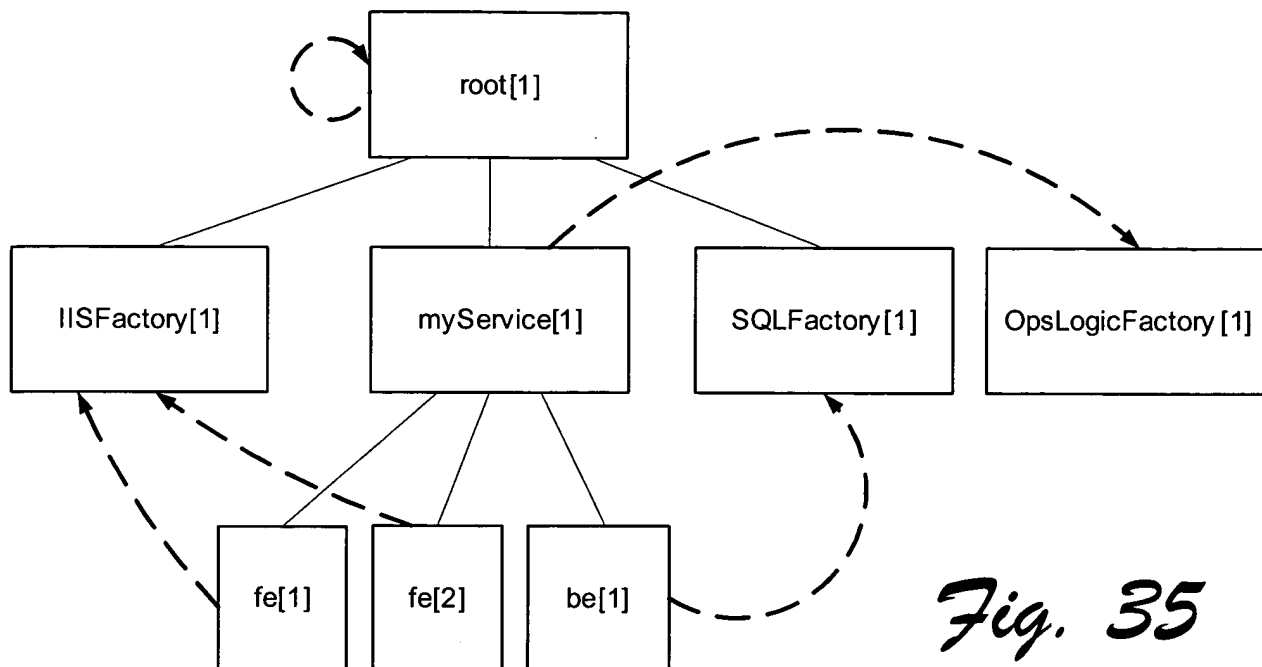 root[1]
IISFactory[1]
myService[1]
SQLFactory[1]
OpsLogicFactory[1]
fe[1]
fe[2]
be[1]
Fig. 35